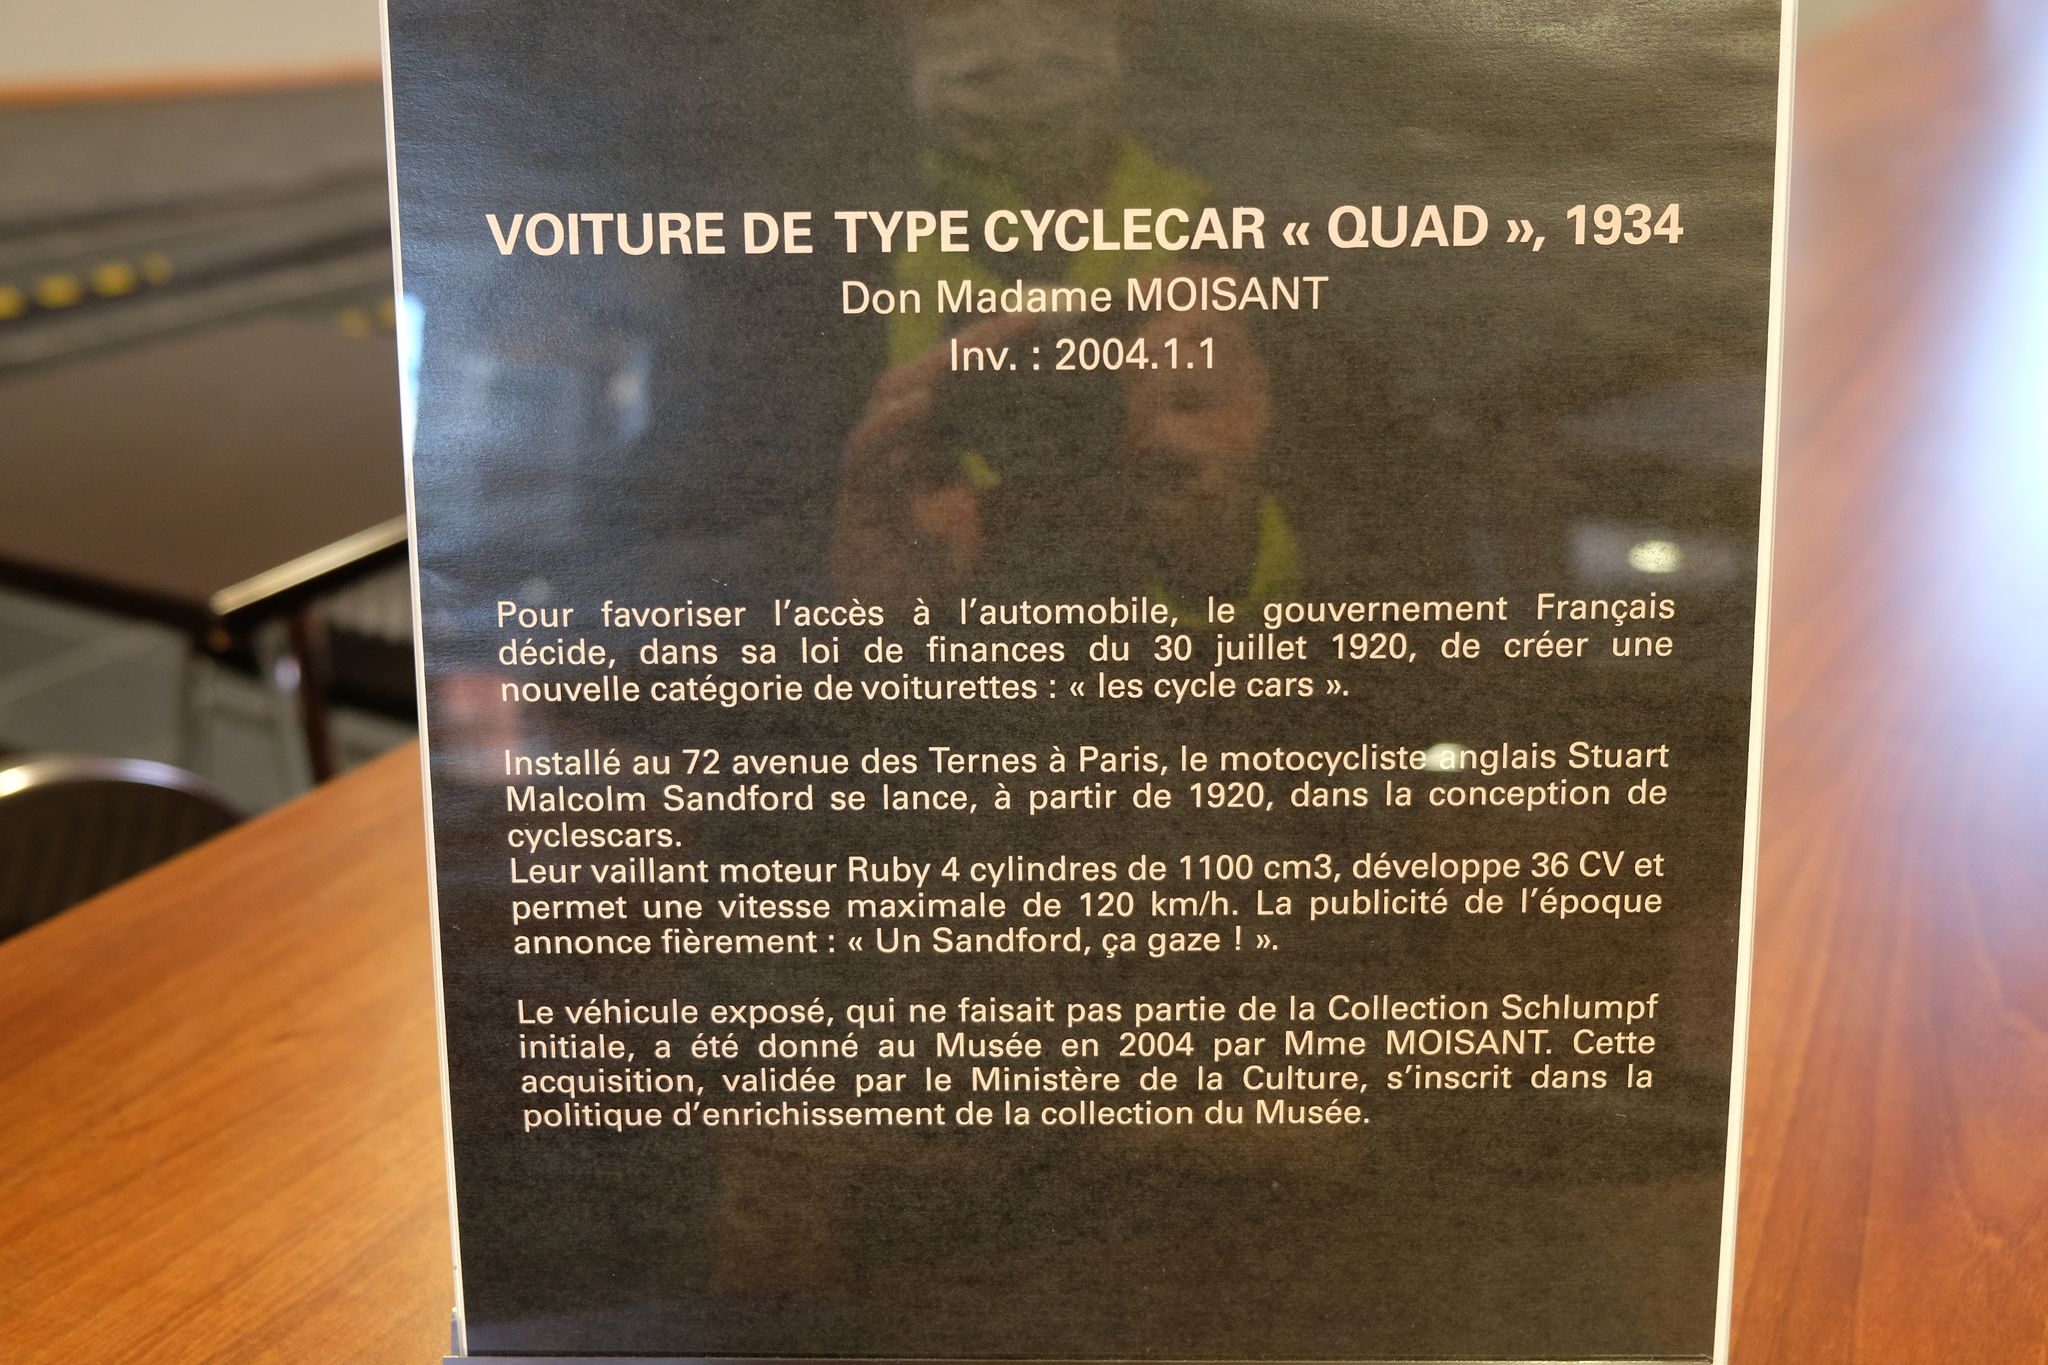 VOITURE DE TYPE CYCLECAR « QUAD », 1934
Don Madame MOISANT
Inv. : 2004.1.1
Pour favoriser l'accès à l'automobile, le gouvernement Français
décide, dans sa loi de finances du 30 juillet 1920, de créer une
nouvelle catégorie de voiturettes : « les cycle cars ».
Installé au 72 avenue des Ternes à Paris, le motocycliste anglais Stuart
Malcolm Sandford se lance, à partir de 1920, dans la conception de
cyclescars.
Leur vaillant moteur Ruby 4 cylindres de 1100 cm3, développe 36 CV et
permet une vitesse maximale de 120 km/h. La publicité de l'époque
annonce fièrement : « Un Sandford, ça gaze ! ».
Le véhicule exposé, qui ne faisait pas partie de la Collection Schlumpf
initiale, a été donné au Musée en 2004 par Mme MOISANT. Cette
acquisition, validée par le Ministère de la Culture, s'inscrit dans la
politique d'enrichissement de la collection du Musée.